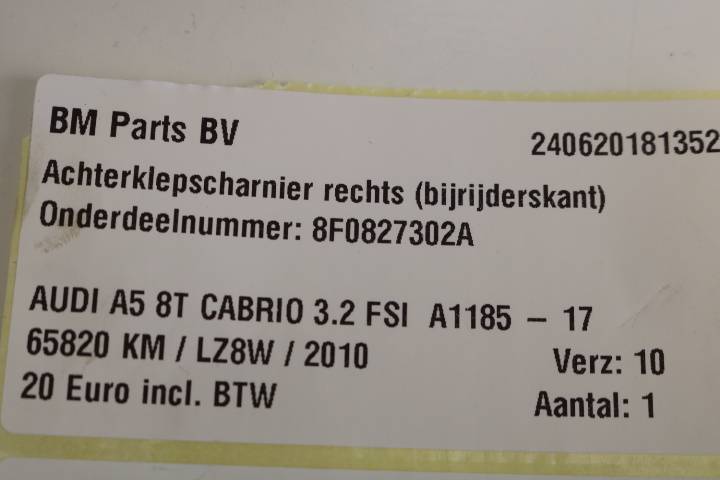 BM Parts BV 240620181352
Achterklepscharnier rechts (bijrijderskant)
Onderdeelnummer: 8F0827302A
AUDI A5 8T CABRIO 3.2 FSI A1185 – 17
65820 KM / LZ8W / 2010 Verz: 10
20 Euro incl. BTW Aantal: 1